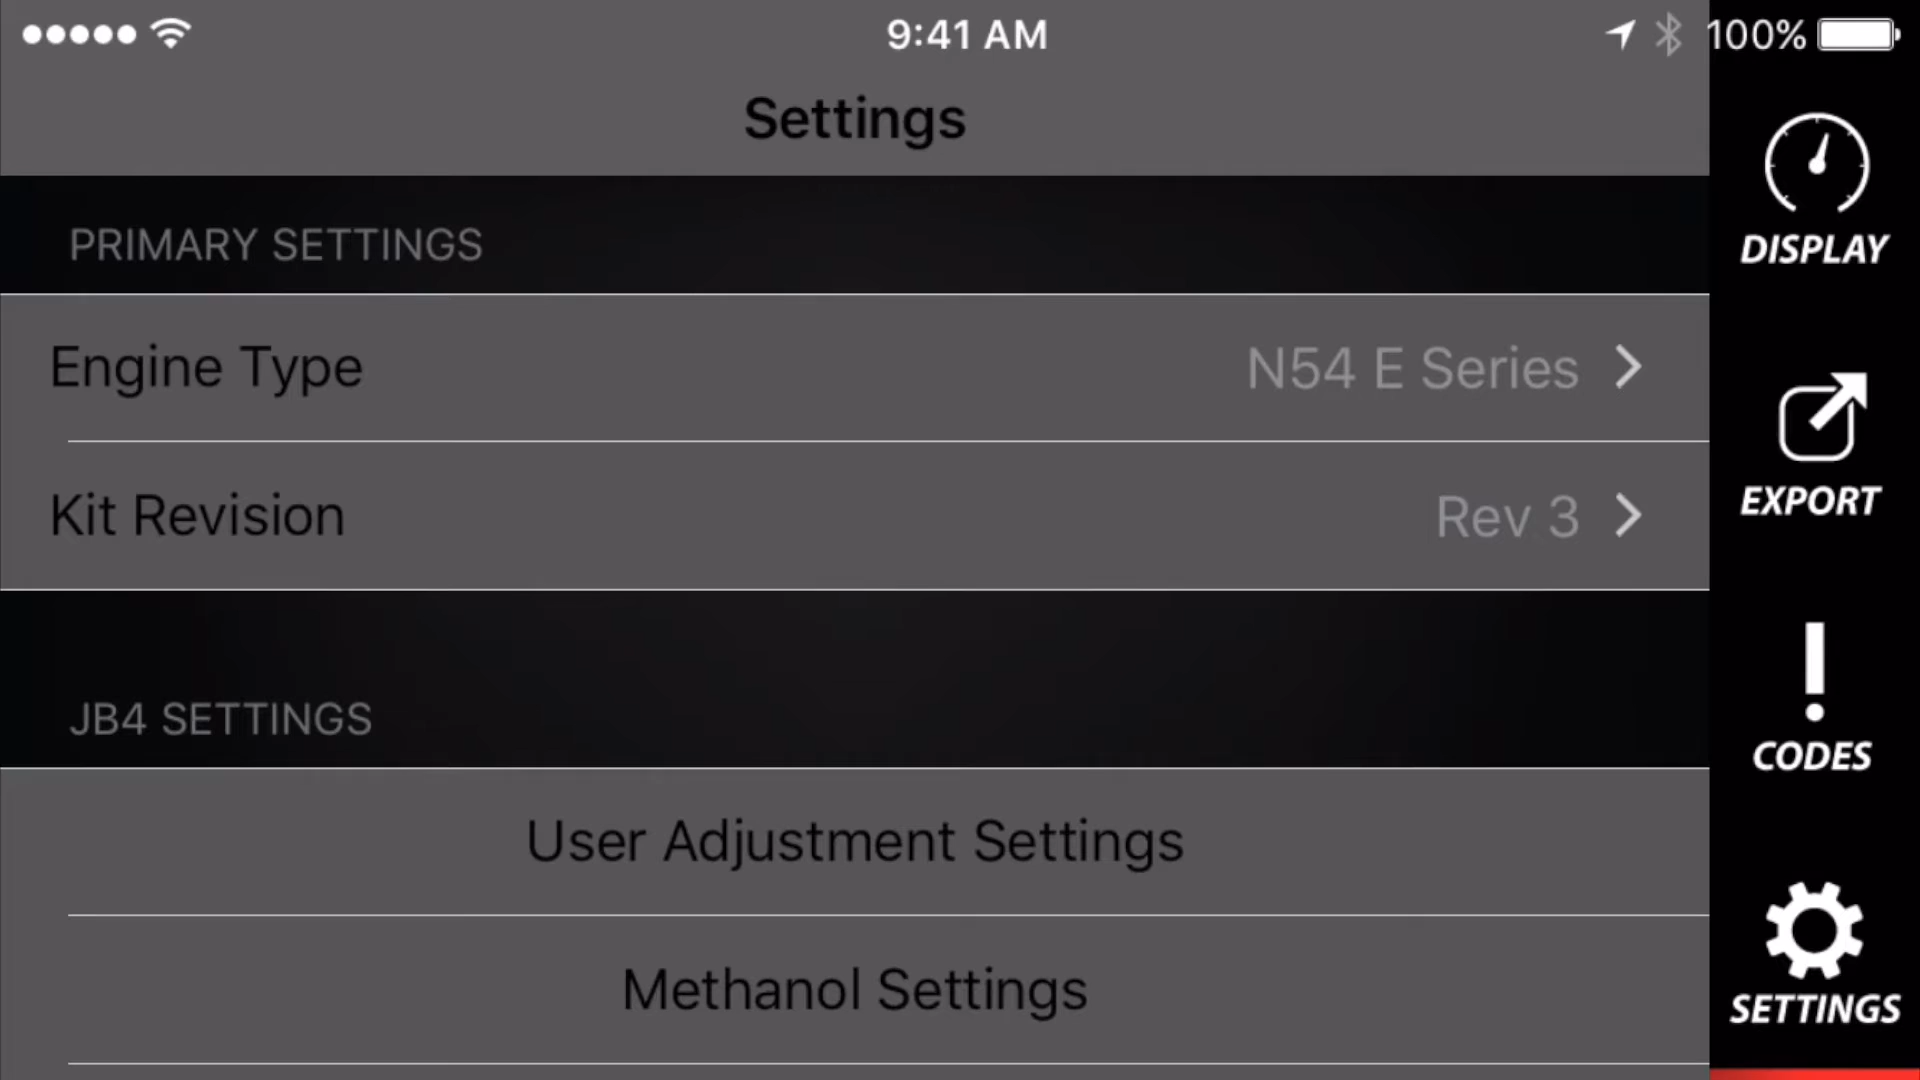 9:41 AM
100%
Settings
PRIMARY SETTINGS
Engine Type
N54 E Series
Kit Revision
Rev 3
JB4 SETTINGS
User Adjustment Settings
Methanol Settings
DISPLAY
EXPORT
CODES
SETTINGS